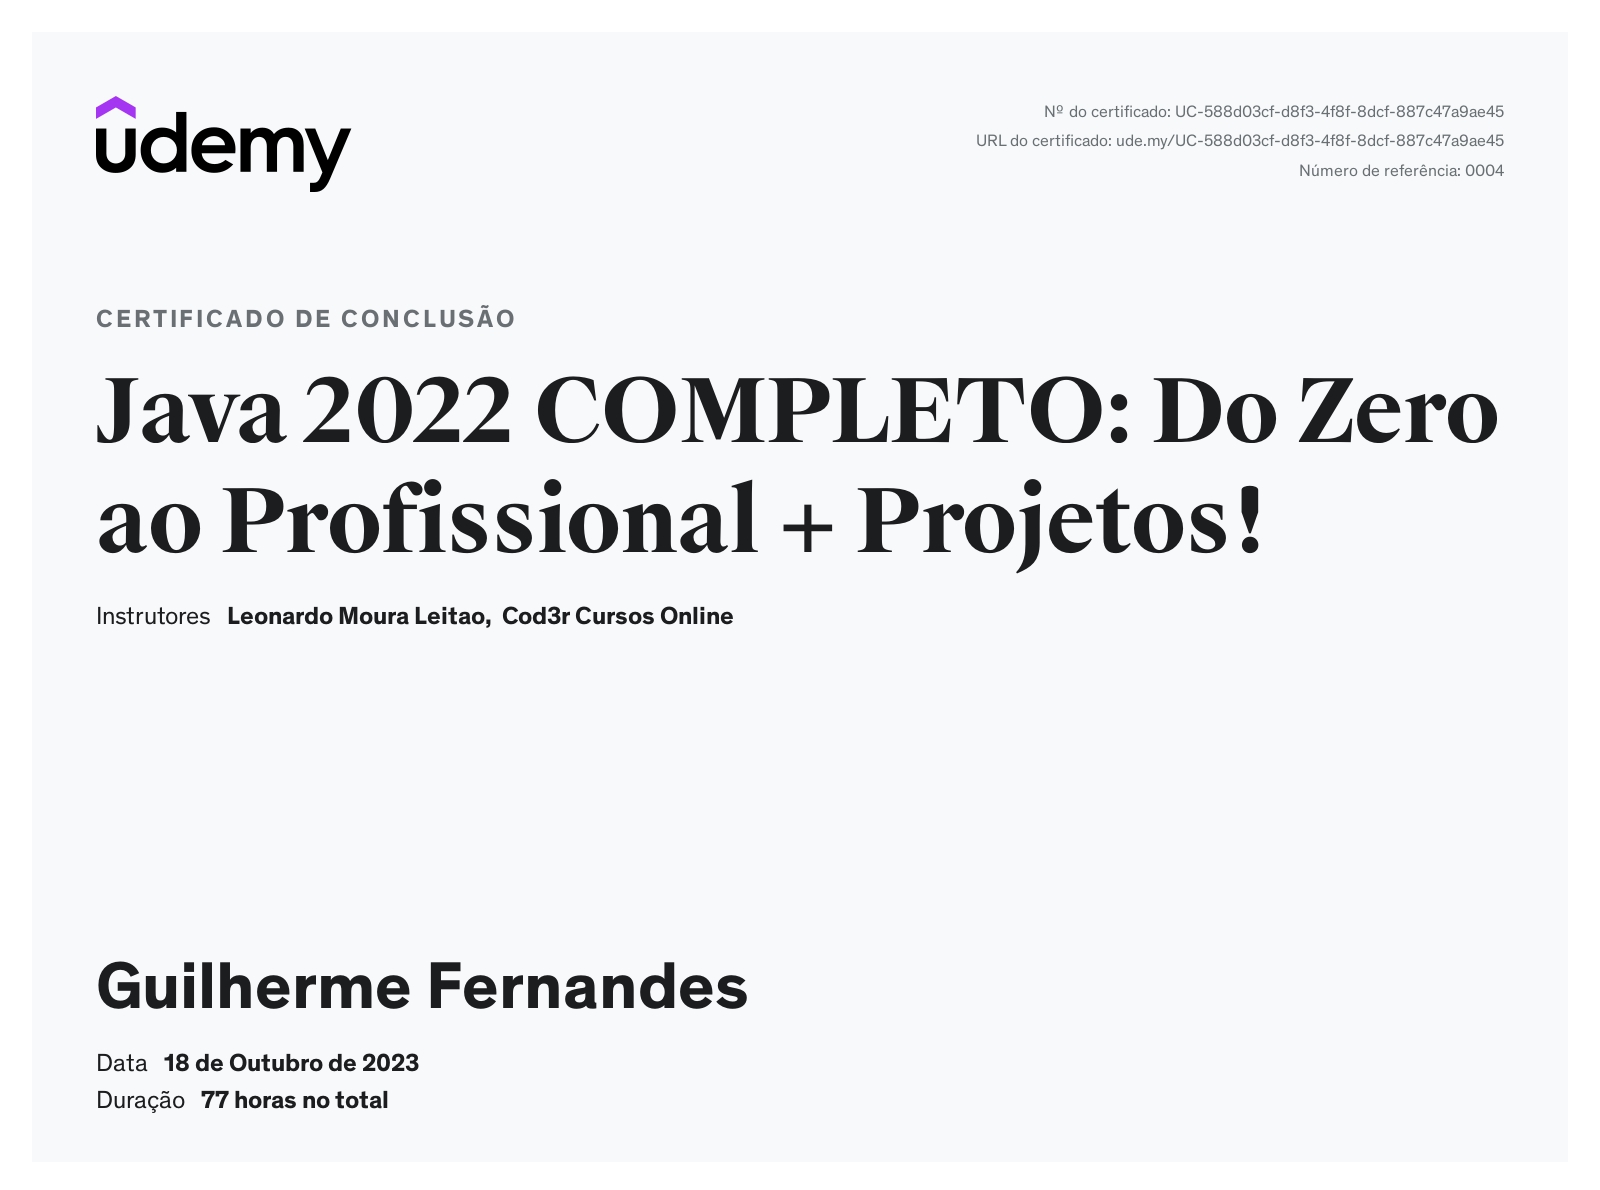 udemy
Nº do certificado: UC-588d03cf-d8f3-4f8f-8dcf-887c47a9ae45
URL do certificado: ude.my/UC-588d03cf-d8f3-4f8f-8dcf-887c47a9ae45
Número de referência: 0004
CERTIFICADO DE CONCLUSÃO
Java 2022 COMPLETO: Do Zero
ao Profissional + Projetos!
Instrutores Leonardo Moura Leitao, Cod3r Cursos Online
Guilherme Fernandes
Data 18 de Outubro de 2023
Duração 77 horas no total